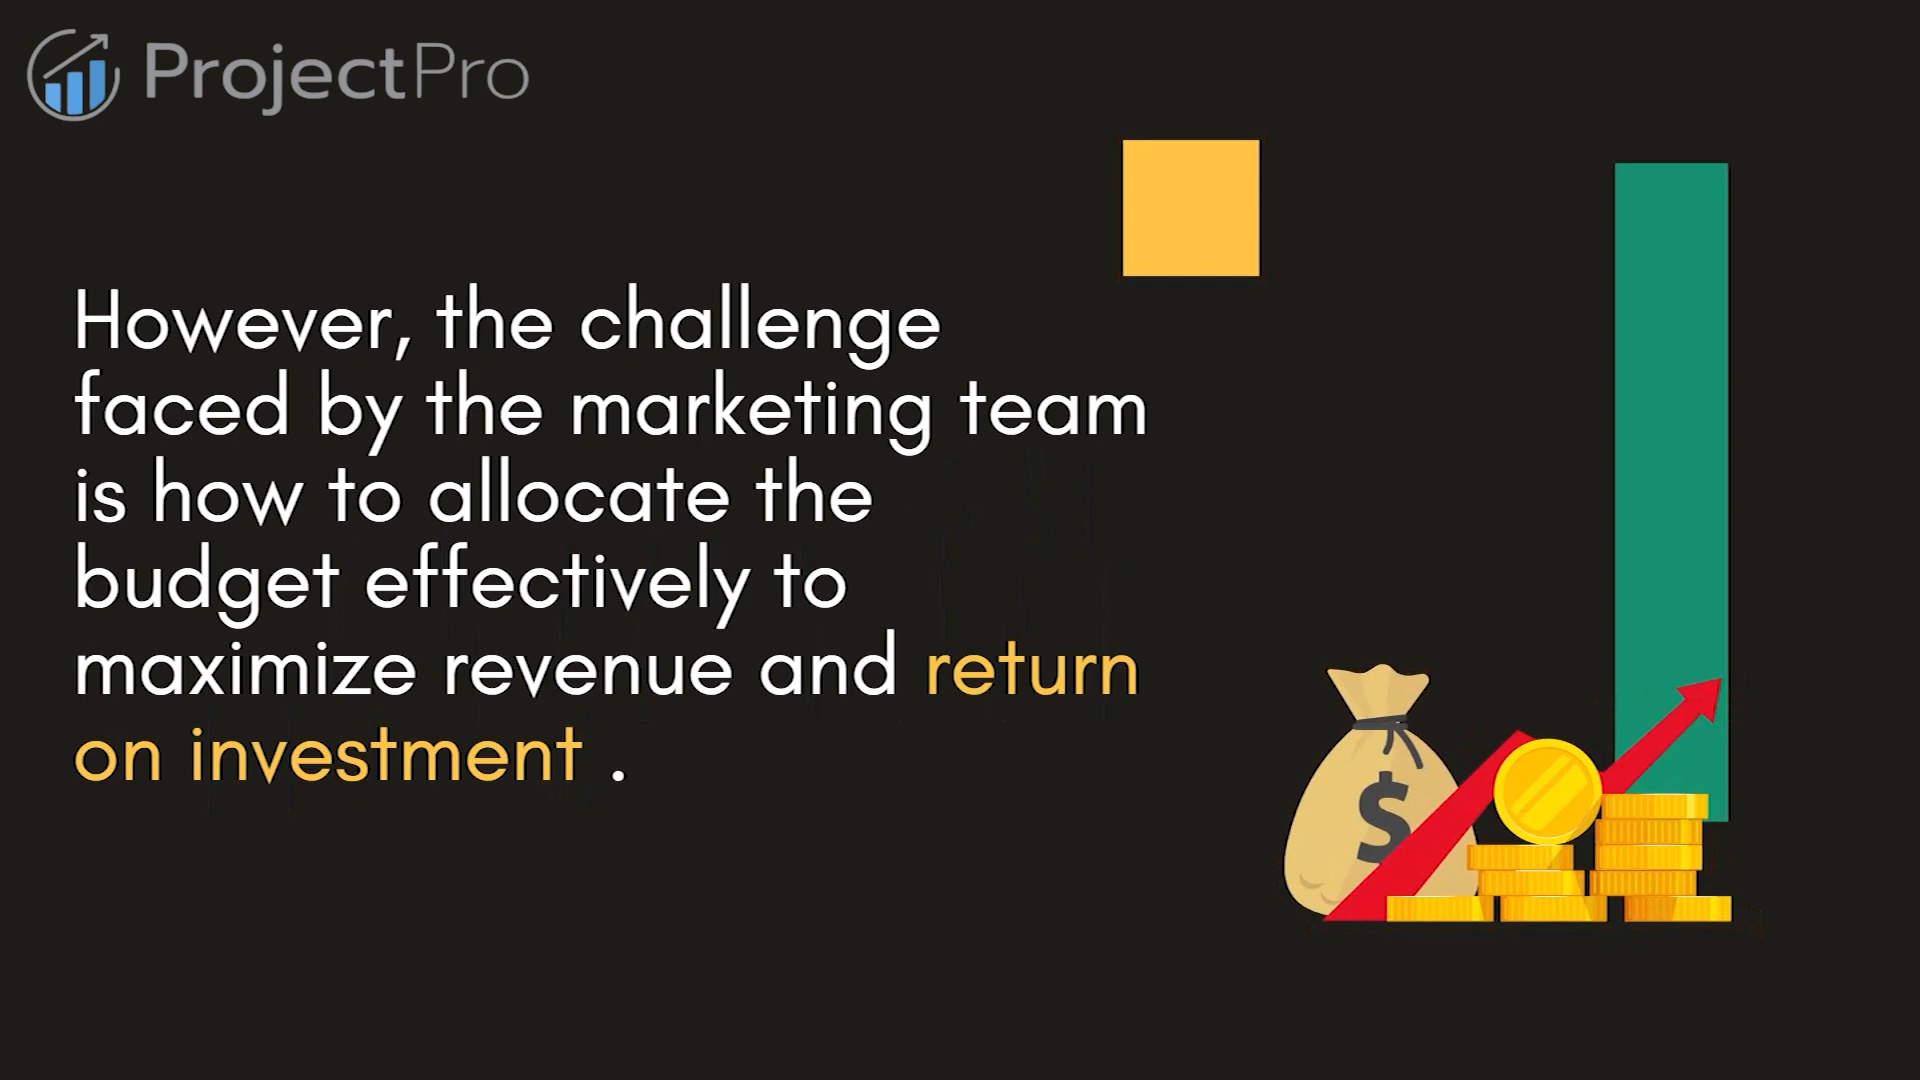 ProjectPro
However, the challenge
faced by the marketing team
is how to allocate the
budget effectively to
maximize revenue and return
on investment .
$